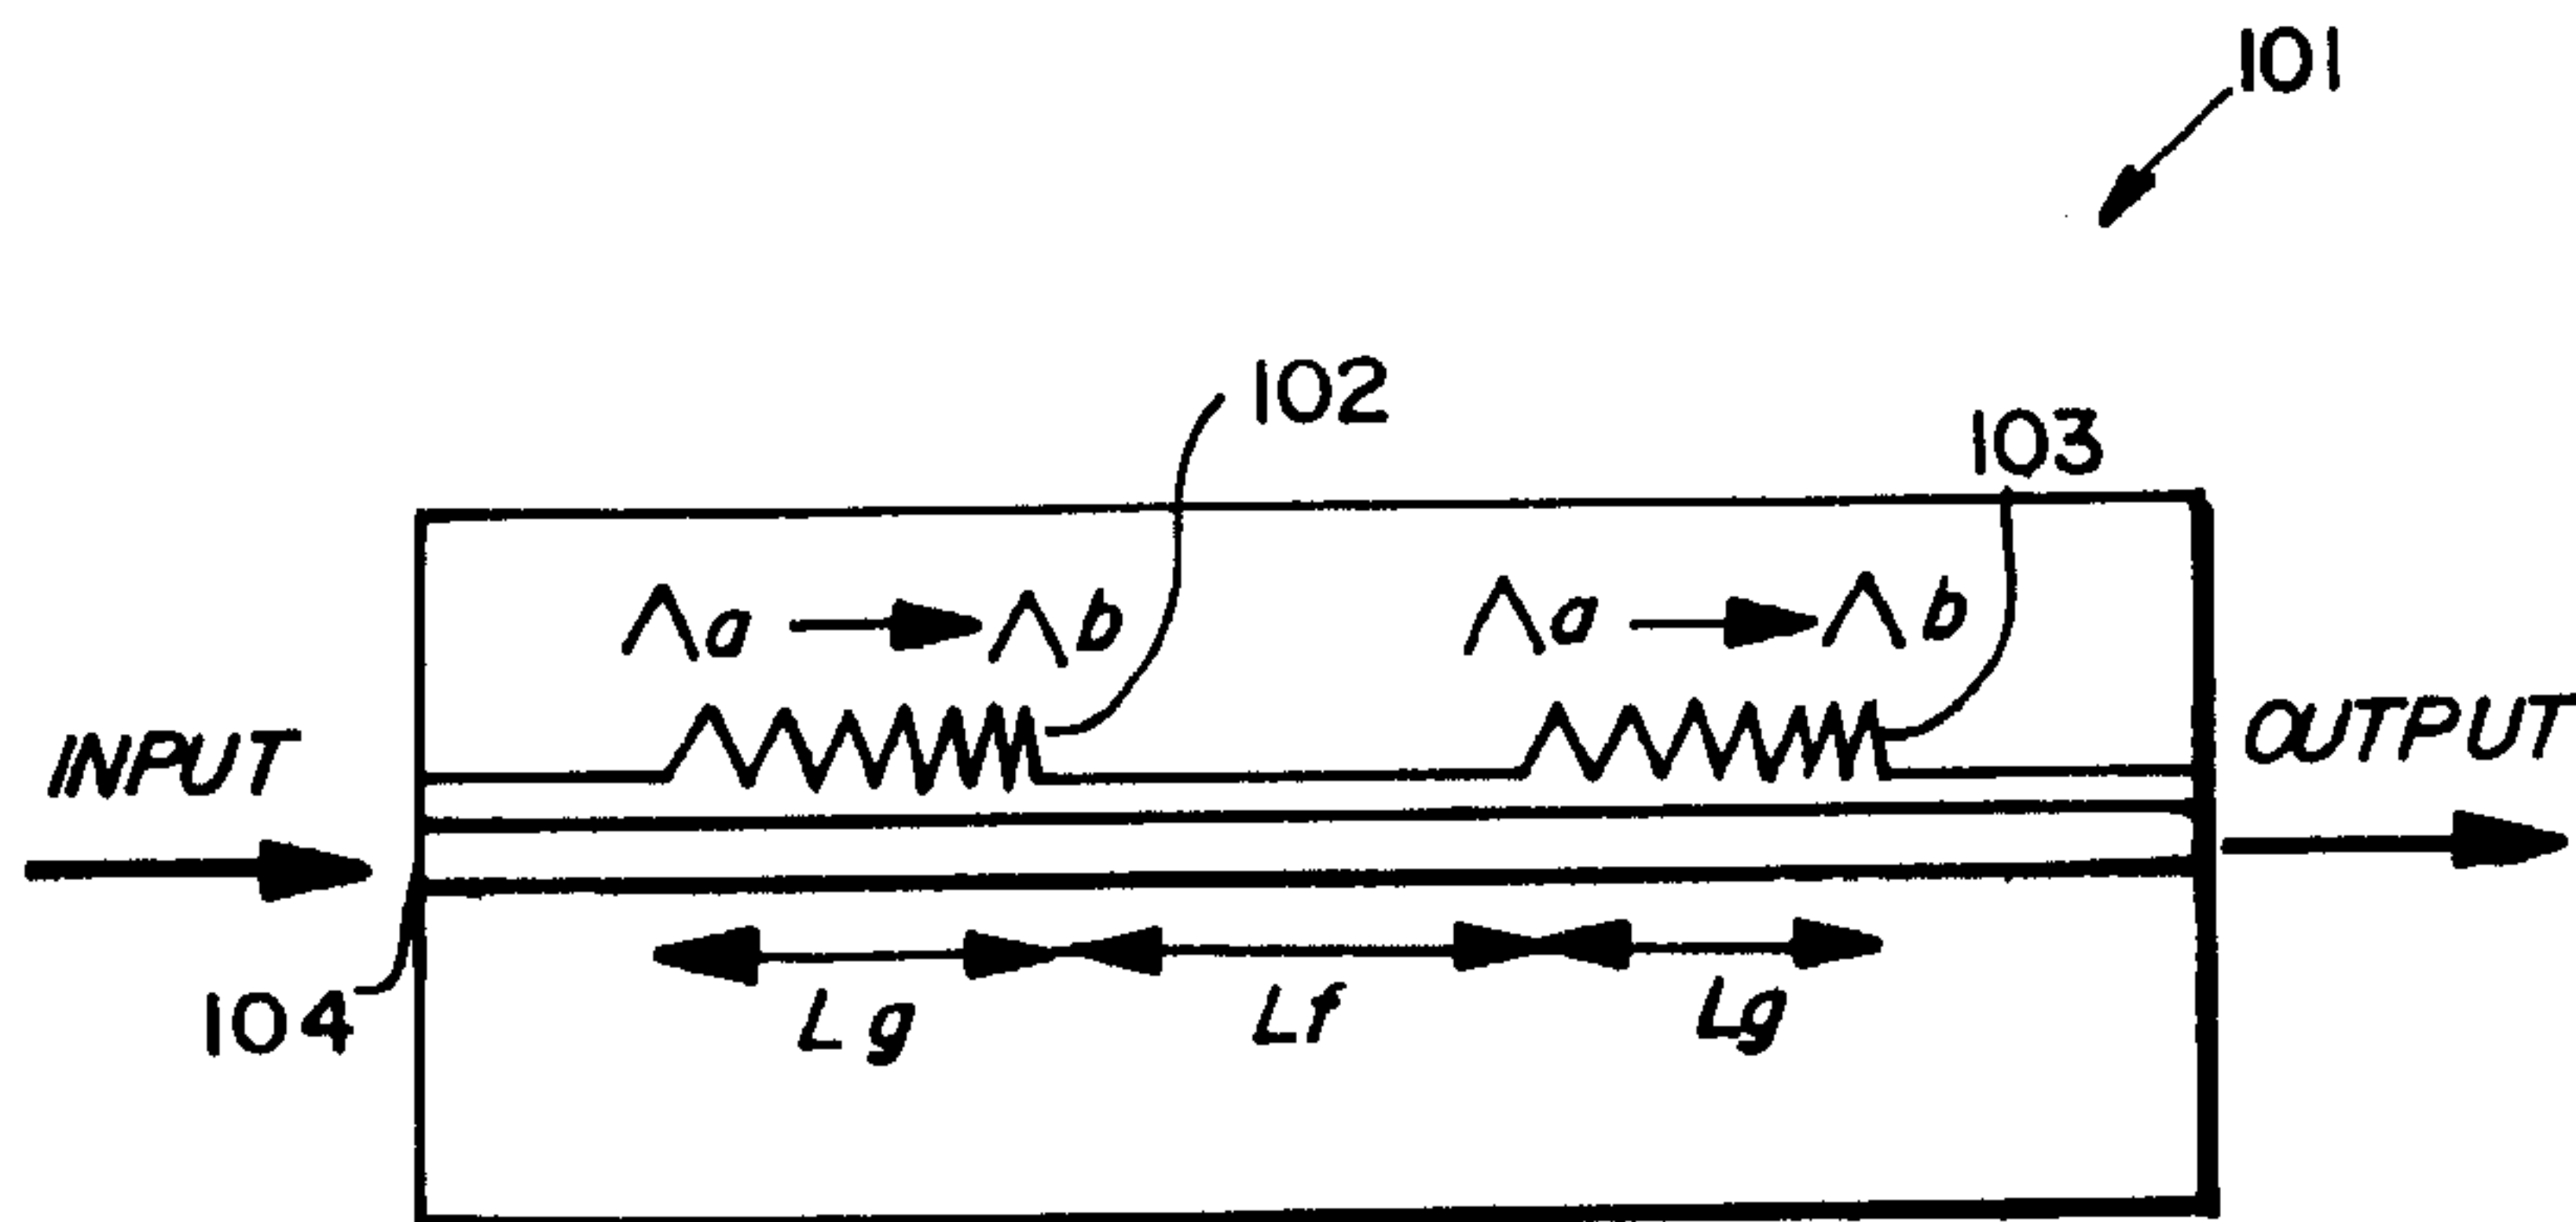 101
102
103
Λa → Λb
Λa → Λb
INPUT
OUTPUT
104
Lg
Lf
Lg